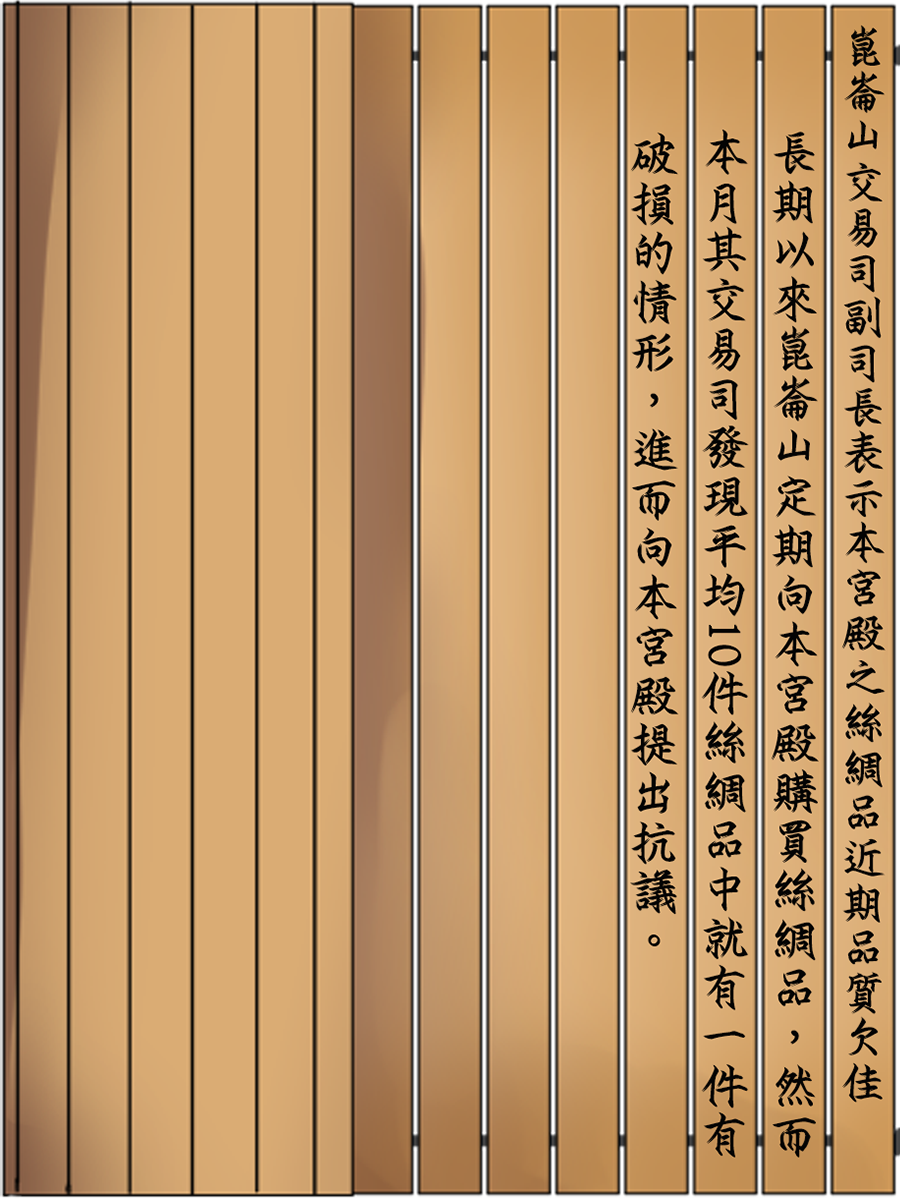 崑崙山交易司副司長表示本宮殿之絲綢品近期品質欠佳
長期以來崑崙山定期向本宮殿購買絲綢品，然而
本月其交易司發現平均10件絲綢品中就有一件有
破損的情形，進而向本宮殿提出抗議。